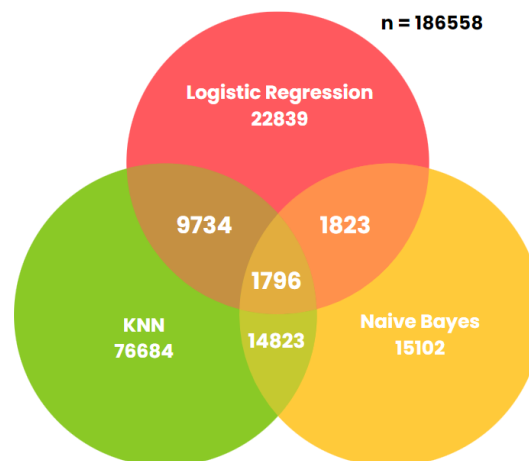 n = 186558
Logistic Regression
22839
9734
1823
1796
KNN
76684
14823
Naive Bayes
15102